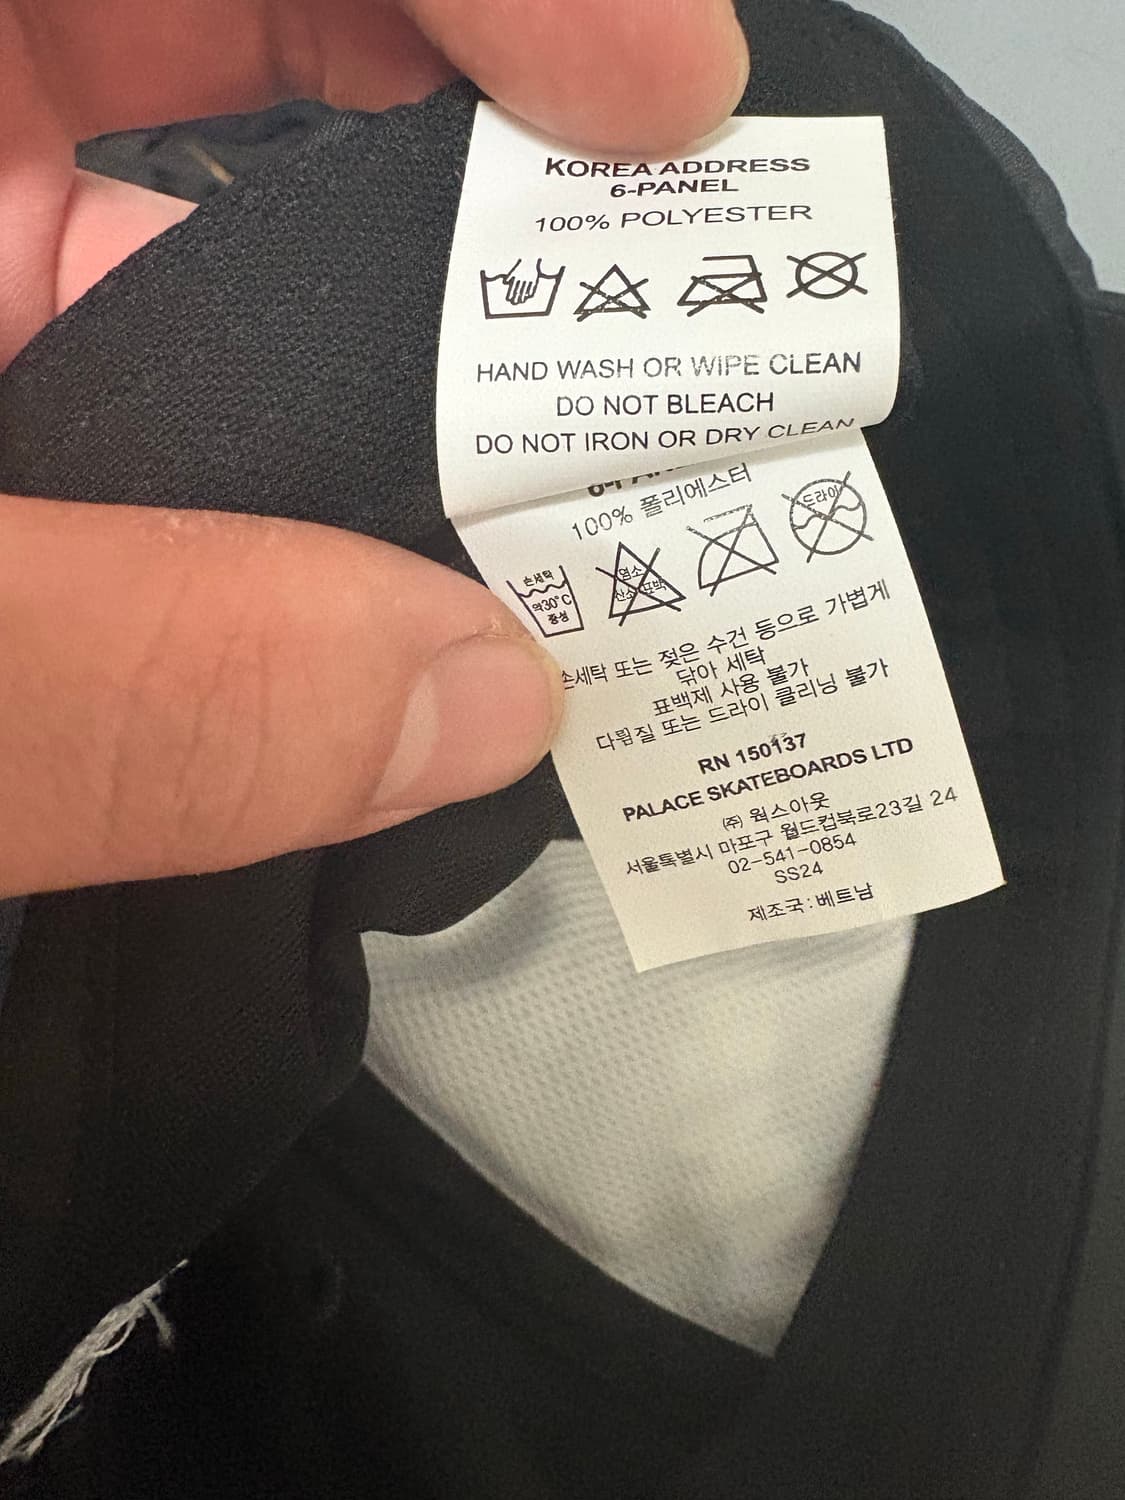 KOREA ADDRESS
6-PANEL
100% POLYESTER
HAND WASH OR WIPE CLEAN
DO NOT BLEACH
DO NOT IRON OR DRY CLEAN
100% 폴리에스터
손세탁
약30°C
중성
염소
산소 표백
드라이
손세탁 또는 젖은 수건 등으로 가볍게
닦아 세탁
표백제 사용 불가
다림질 또는 드라이 클리닝 불가
RN 150137
PALACE SKATEBOARDS LTD
㈜ 웍스아웃
서울특별시 마포구 월드컵북로23길 24
02-541-0854
SS24
제조국:베트남